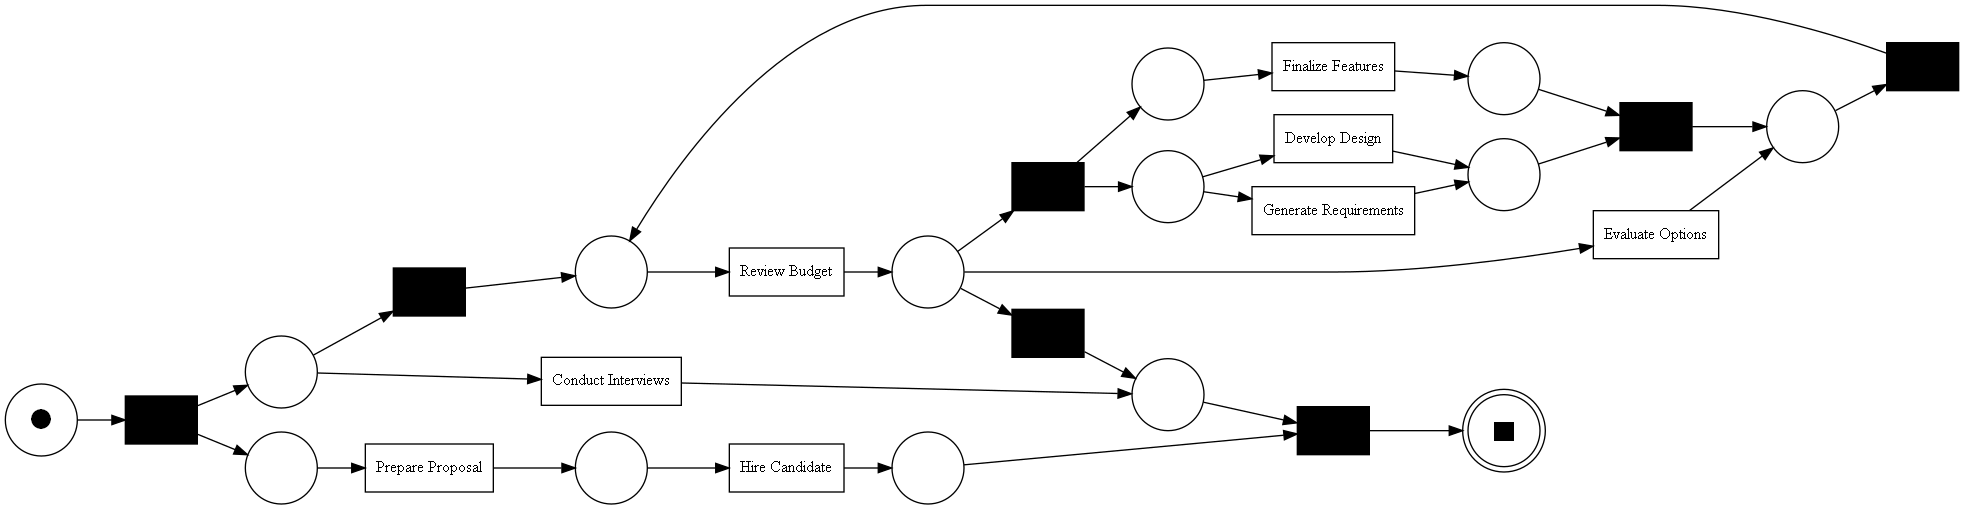 Finalize Features
Develop Design
Generate Requirements
Evaluate Options
Review Budget
Conduct Interviews
Prepare Proposal
Hire Candidate